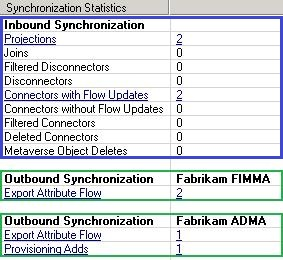 Synchronization Statistics
Inbound Synchronization
Projections 2
Joins 0
Filtered Disconnectors 0
Disconnectors 0
Connectors with Flow Updates 2
Connectors without Flow Updates 0
Filtered Connectors 0
Deleted Connectors 0
Metaverse Object Deletes 0
Outbound Synchronization Fabrikam FIMMA
Export Attribute Flow 2
Outbound Synchronization Fabrikam ADMA
Export Attribute Flow 1
Provisioning Adds 1